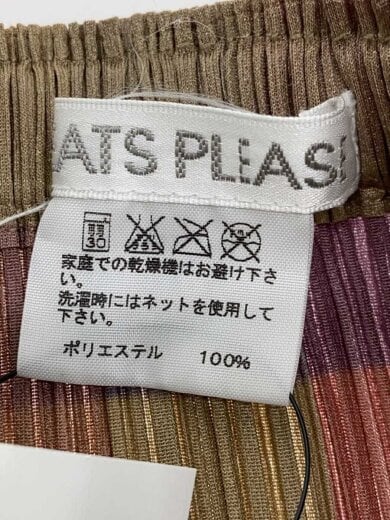 ATS PLEAS
30
家庭での乾燥機はお避け下さ
い。
洗濯時にはネットを使用して
下さい。
ポリエステル 100%